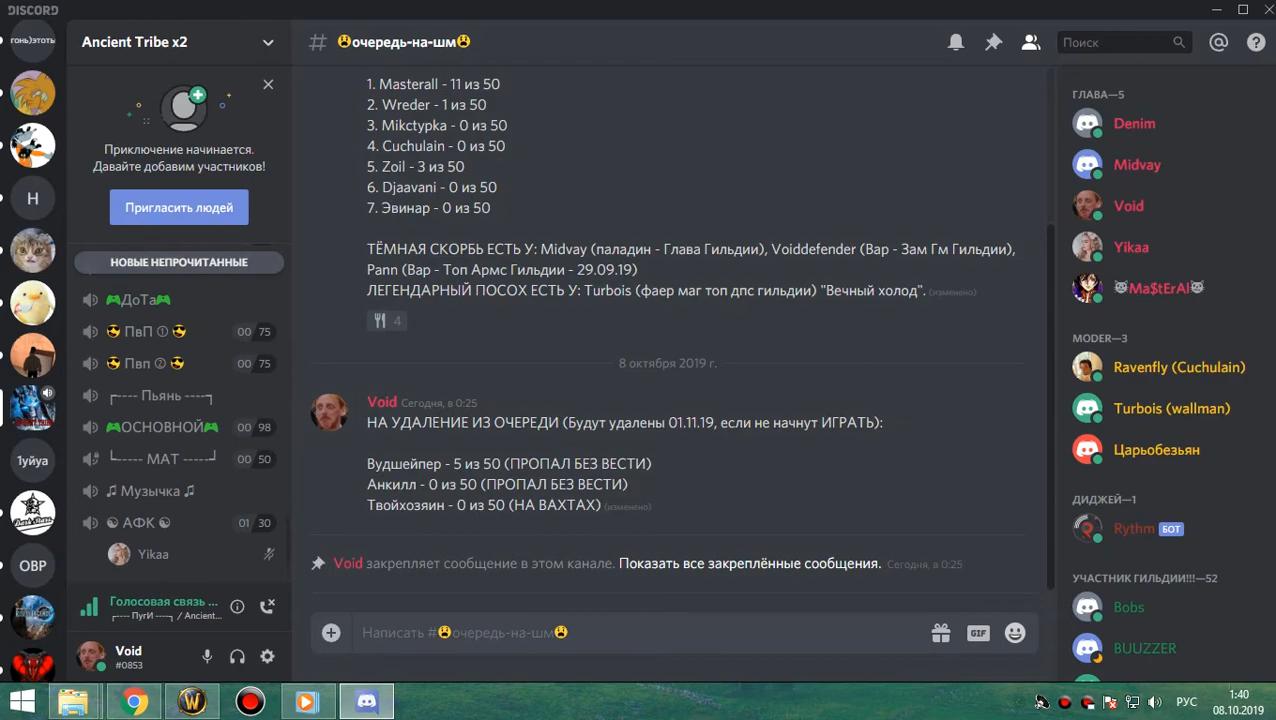 DISCORD
гонь)этоты
Н
1уйуа
ОВР
Ancient Tribe x2
Приключение начинается.
Давайте добавим участников!
Пригласить людей
НОВЫЕ НЕПРОЧИТАННЫЕ
ДоТа
ПвП ① 00 75
Пвп ② 00 75
┌---- Пьянь ----┐
ОСНОВНОЙ 00 98
└----- МАТ -----┘ 00 50
♫ Музычка ♫
☯ АФК ☯ 01 30
Yikaa
Голосовая связь ...
┌---- ПугИ ----┐ / Ancient...
Void
#0853
# 😩очередь-на-шм😩
Поиск
1. Masterall - 11 из 50
2. Wreder - 1 из 50
3. Mikctypka - 0 из 50
4. Cuchulain - 0 из 50
5. Zoil - 3 из 50
6. Djaavani - 0 из 50
7. Эвинар - 0 из 50
ТЁМНАЯ СКОРБЬ ЕСТЬ У: Midvay (паладин - Глава Гильдии), Voiddefender (Вар - Зам Гм Гильдии),
Pann (Вар - Топ Армс Гильдии - 29.09.19)
ЛЕГЕНДАРНЫЙ ПОСОХ ЕСТЬ У: Turbois (фаер маг топ дпс гильдии) "Вечный холод". (изменено)
4
8 октября 2019 г.
Void Сегодня, в 0:25
НА УДАЛЕНИЕ ИЗ ОЧЕРЕДИ (Будут удалены 01.11.19, если не начнут ИГРАТЬ):
Вудшейпер - 5 из 50 (ПРОПАЛ БЕЗ ВЕСТИ)
Анкилл - 0 из 50 (ПРОПАЛ БЕЗ ВЕСТИ)
Твойхозяин - 0 из 50 (НА ВАХТАХ) (изменено)
Void закрепляет сообщение в этом канале. Показать все закреплённые сообщения. Сегодня, в 0:25
Написать #😩очередь-на-шм😩
GIF
ГЛАВА—5
Denim
Midvay
Void
Yikaa
Ma$tErAl
MODER—3
Ravenfly (Cuchulain)
Turbois (wallman)
Царьобезьян
ДИДЖЕЙ—1
Rythm БОТ
УЧАСТНИК ГИЛЬДИИ!!!—52
Bobs
BUUZZER
РУС
1:40
08.10.2019